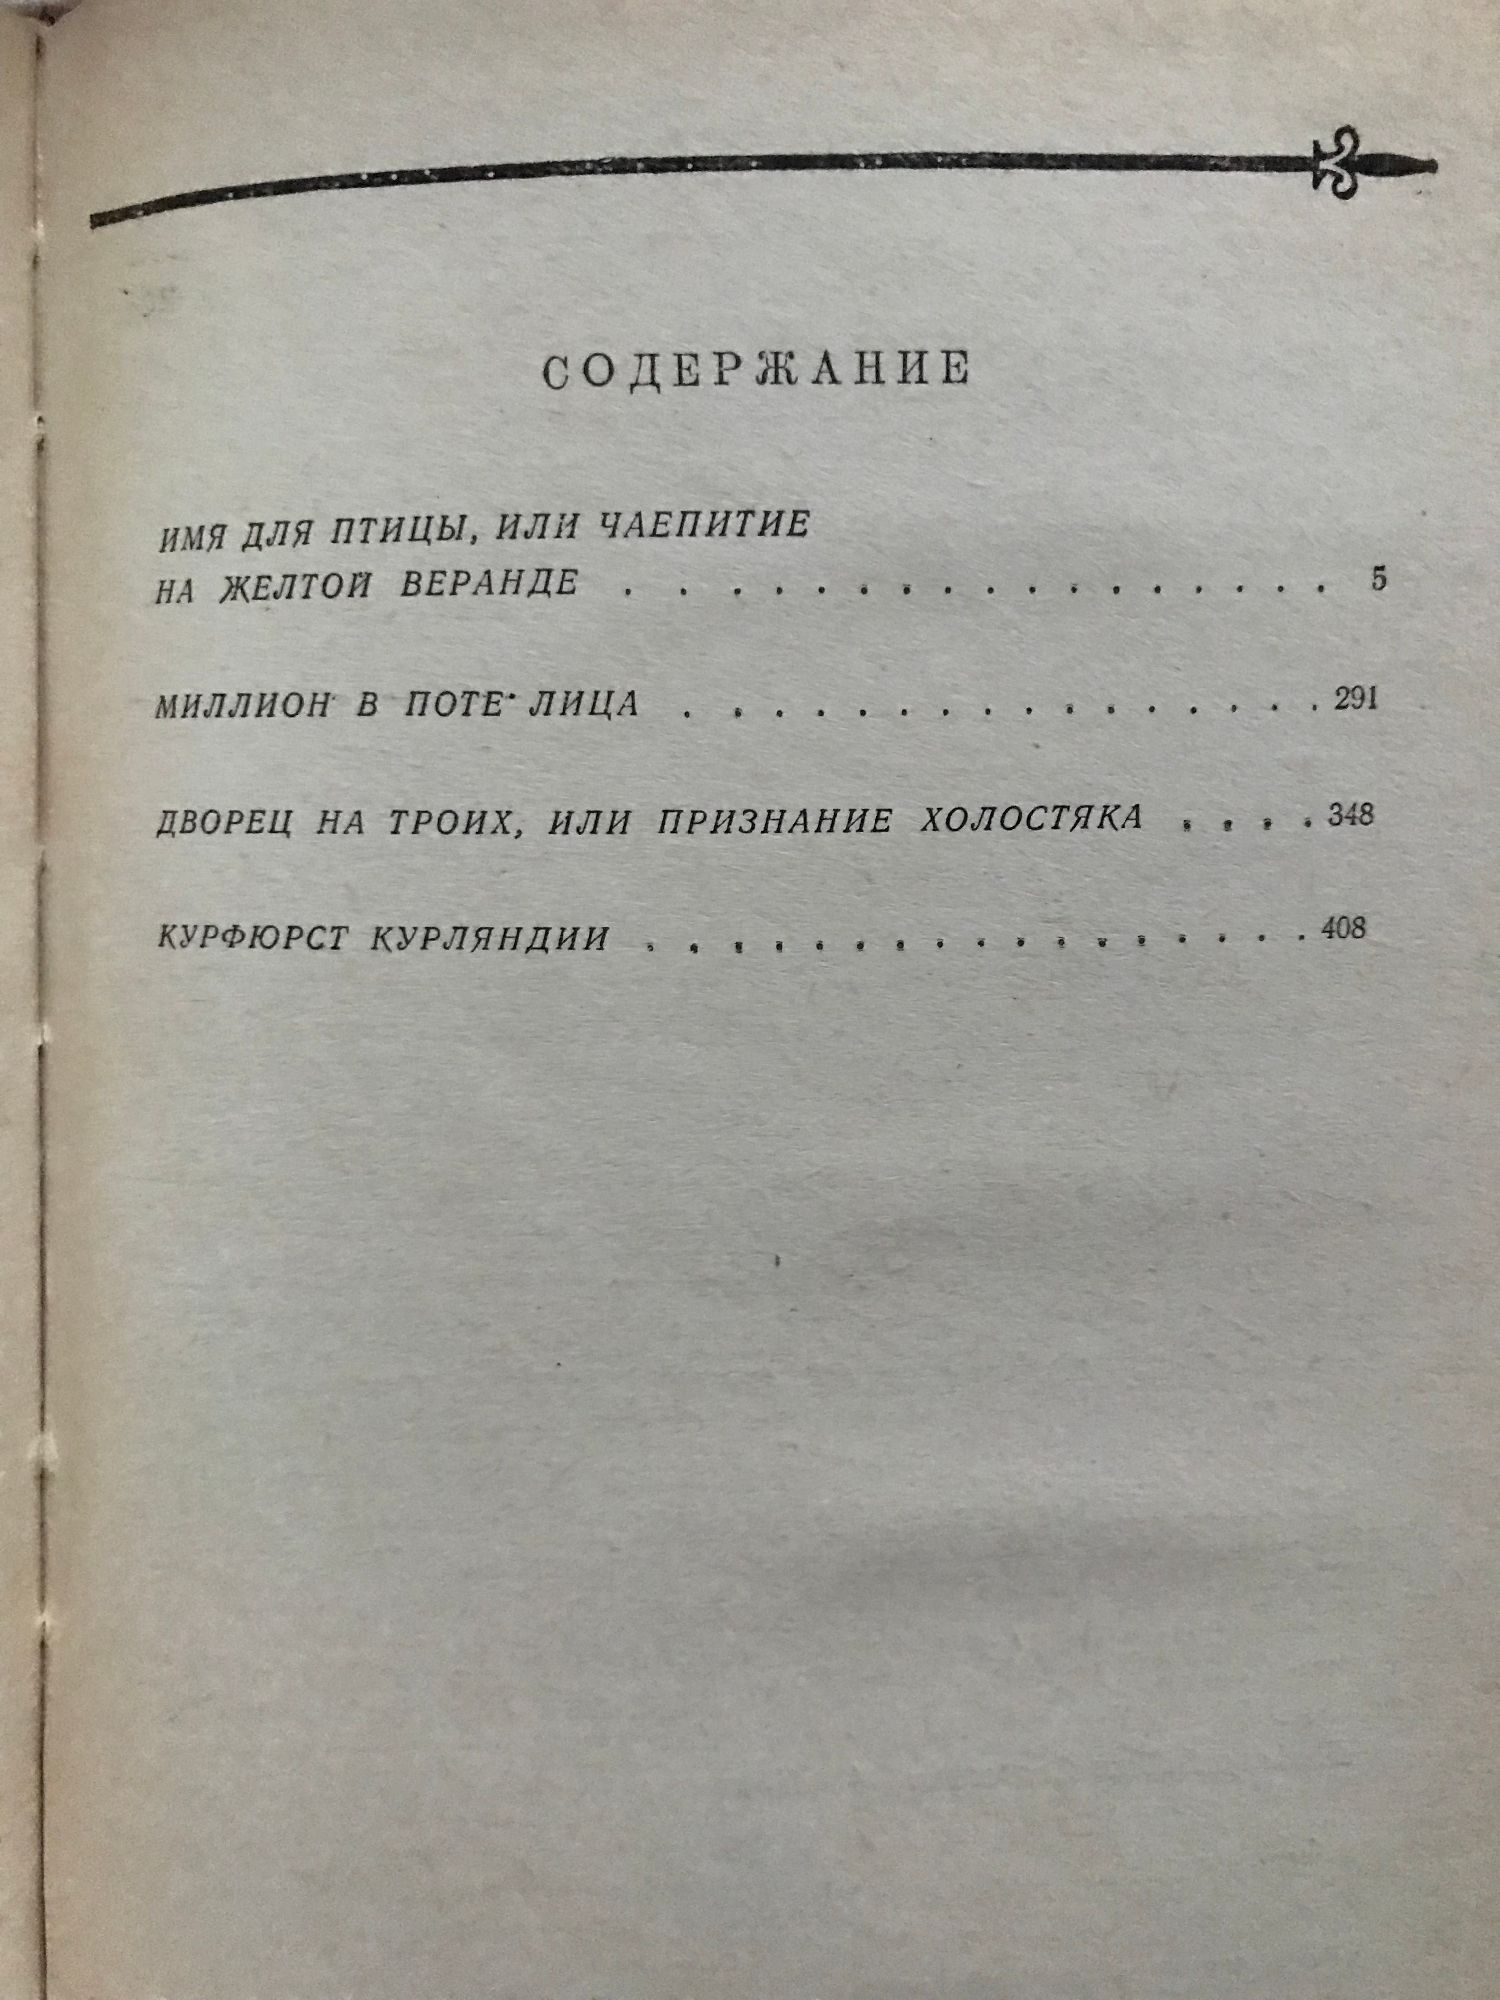 СОДЕРЖАНИЕ
ИМЯ ДЛЯ ПТИЦЫ, ИЛИ ЧАЕПИТИЕ
НА ЖЕЛТОЙ ВЕРАНДЕ . . . . . . . . . . . . . . . . . . 5
МИЛЛИОН В ПОТЕ ЛИЦА . . . . . . . . . . . . . . . . 291
ДВОРЕЦ НА ТРОИХ, ИЛИ ПРИЗНАНИЕ ХОЛОСТЯКА . . . . 348
КУРФЮРСТ КУРЛЯНДИИ . . . . . . . . . . . . . . . . . 408